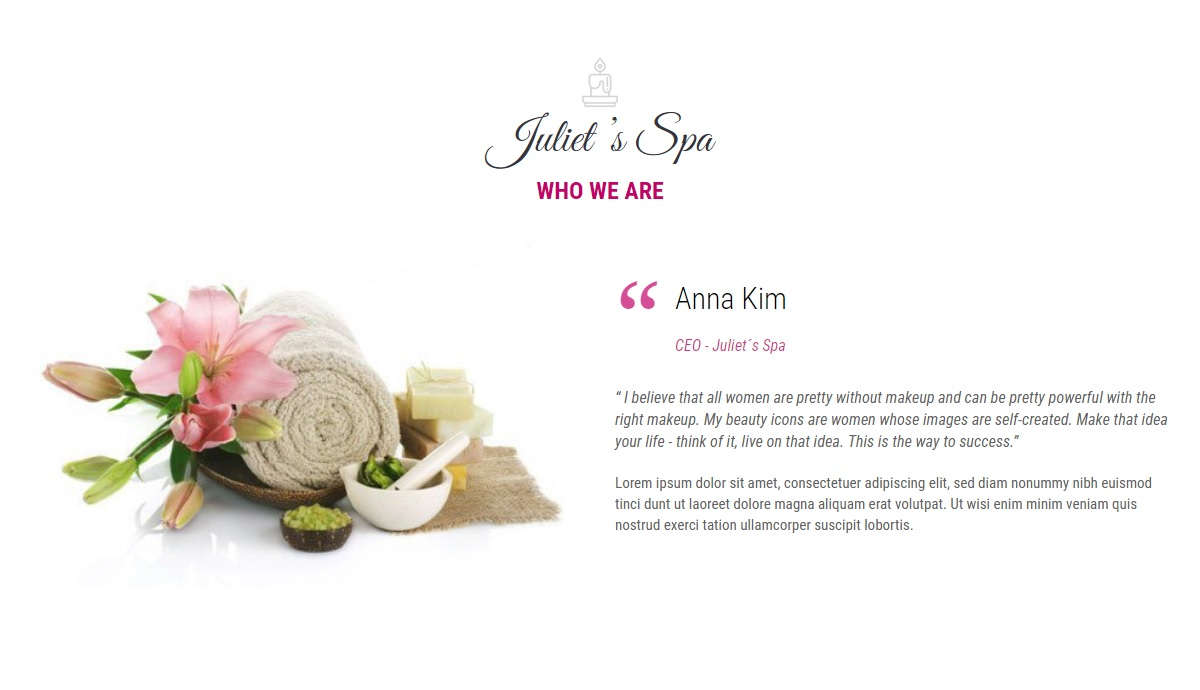 Juliet ’s Spa
WHO WE ARE
“ Anna Kim
CEO - Juliet´s Spa
“ I believe that all women are pretty without makeup and can be pretty powerful with the
right makeup. My beauty icons are women whose images are self-created. Make that idea
your life - think of it, live on that idea. This is the way to success.”
Lorem ipsum dolor sit amet, consectetuer adipiscing elit, sed diam nonummy nibh euismod
tinci dunt ut laoreet dolore magna aliquam erat volutpat. Ut wisi enim minim veniam quis
nostrud exerci tation ullamcorper suscipit lobortis.